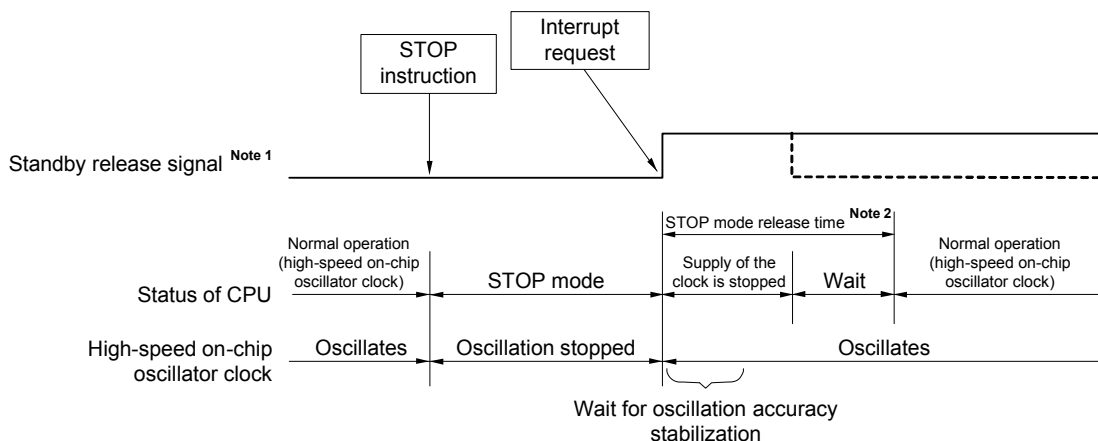 STOP
instruction
Interrupt
request
Standby release signal Note 1
STOP mode release time Note 2
Normal operation
(high-speed on-chip
oscillator clock)
Supply of the
clock is stopped
Normal operation
(high-speed on-chip
oscillator clock)
Status of CPU
STOP mode
Wait
High-speed on-chip
oscillator clock
Oscillates
Oscillation stopped
Oscillates
Wait for oscillation accuracy
stabilization